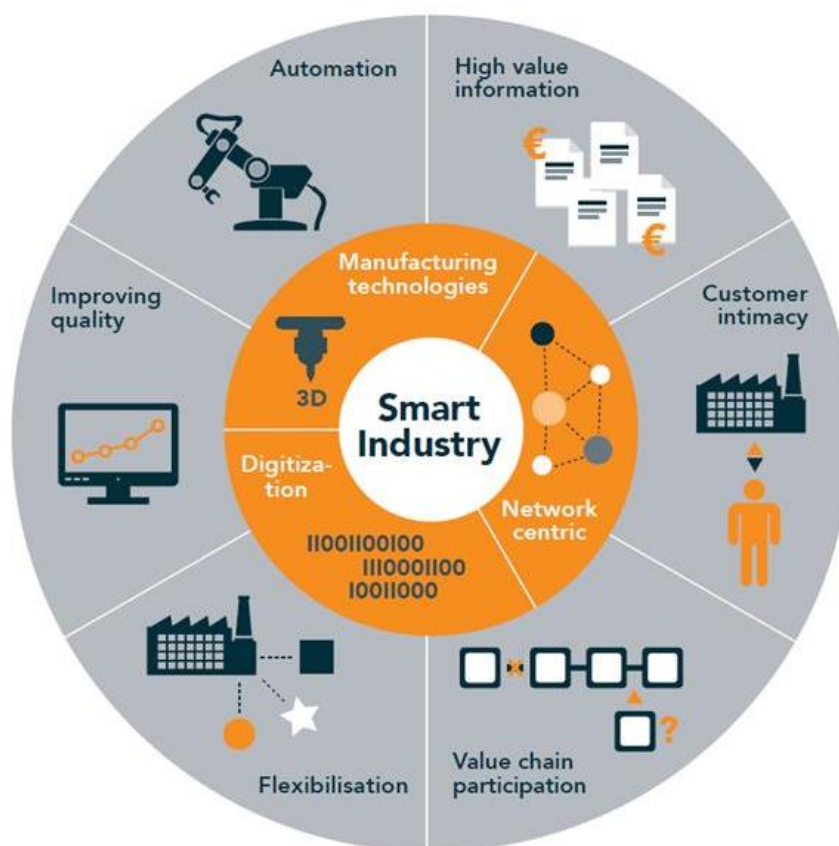 Automation
High value
information
€
€
Improving
quality
Customer
intimacy
Manufacturing
technologies
3D
Smart
Industry
Digitiza-
tion
Network
centric
11001100100
1110001100
10011000
Flexibilisation
?
Value chain
participation